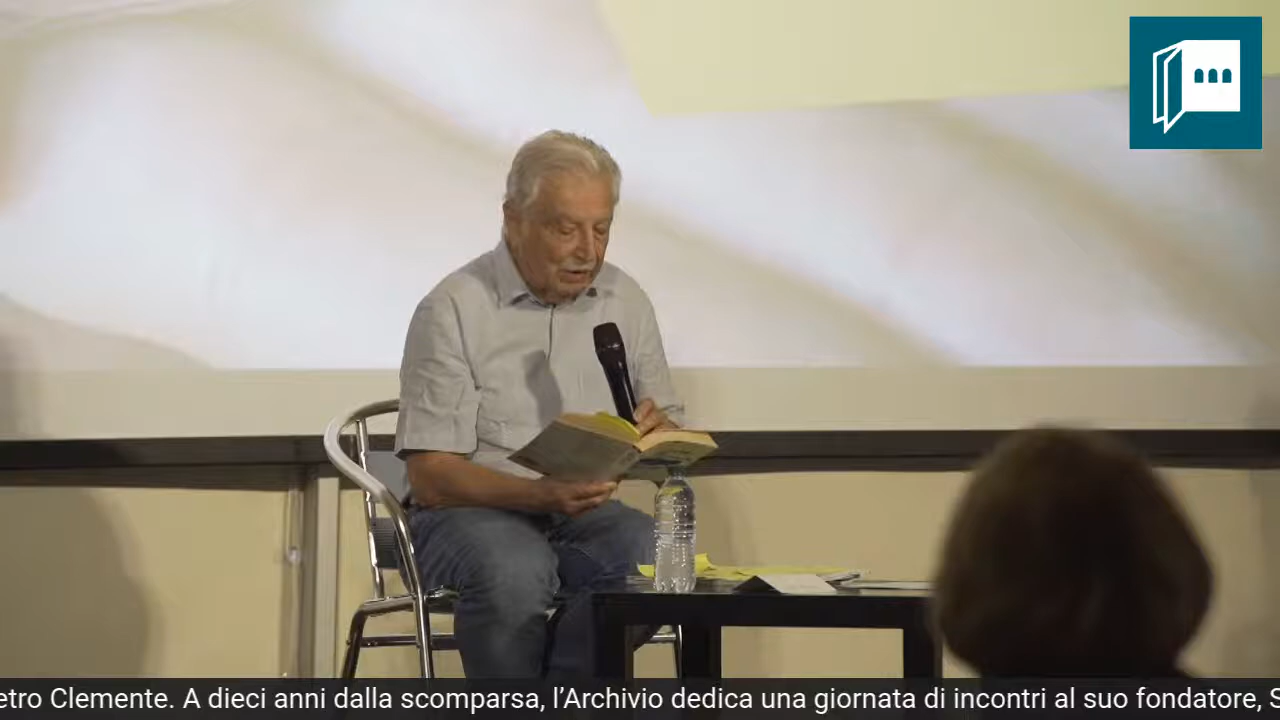 etro Clemente. A dieci anni dalla scomparsa, l’Archivio dedica una giornata di incontri al suo fondatore, S